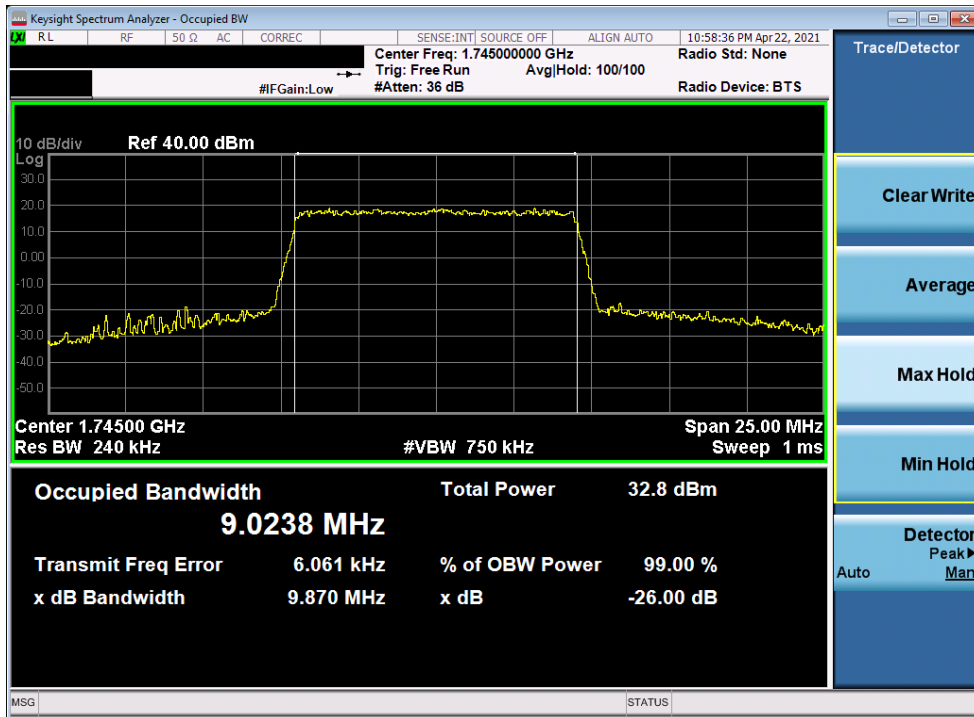 Keysight Spectrum Analyzer - Occupied BW
LXI RL RF 50 Ω AC CORREC SENSE:INT SOURCE OFF ALIGN AUTO 10:58:36 PM Apr 22, 2021
Center Freq: 1.745000000 GHz Radio Std: None
Trig: Free Run Avg|Hold: 100/100
#IFGain:Low #Atten: 36 dB Radio Device: BTS
10 dB/div Ref 40.00 dBm
Log
30.0
20.0
10.0
0.00
-10.0
-20.0
-30.0
-40.0
-50.0
Center 1.74500 GHz Span 25.00 MHz
Res BW 240 kHz #VBW 750 kHz Sweep 1 ms
Occupied Bandwidth Total Power 32.8 dBm
9.0238 MHz
Transmit Freq Error 6.061 kHz % of OBW Power 99.00 %
x dB Bandwidth 9.870 MHz x dB -26.00 dB
MSG STATUS
Trace/Detector
Clear Write
Average
Max Hold
Min Hold
Detector
Peak▶
Auto Man